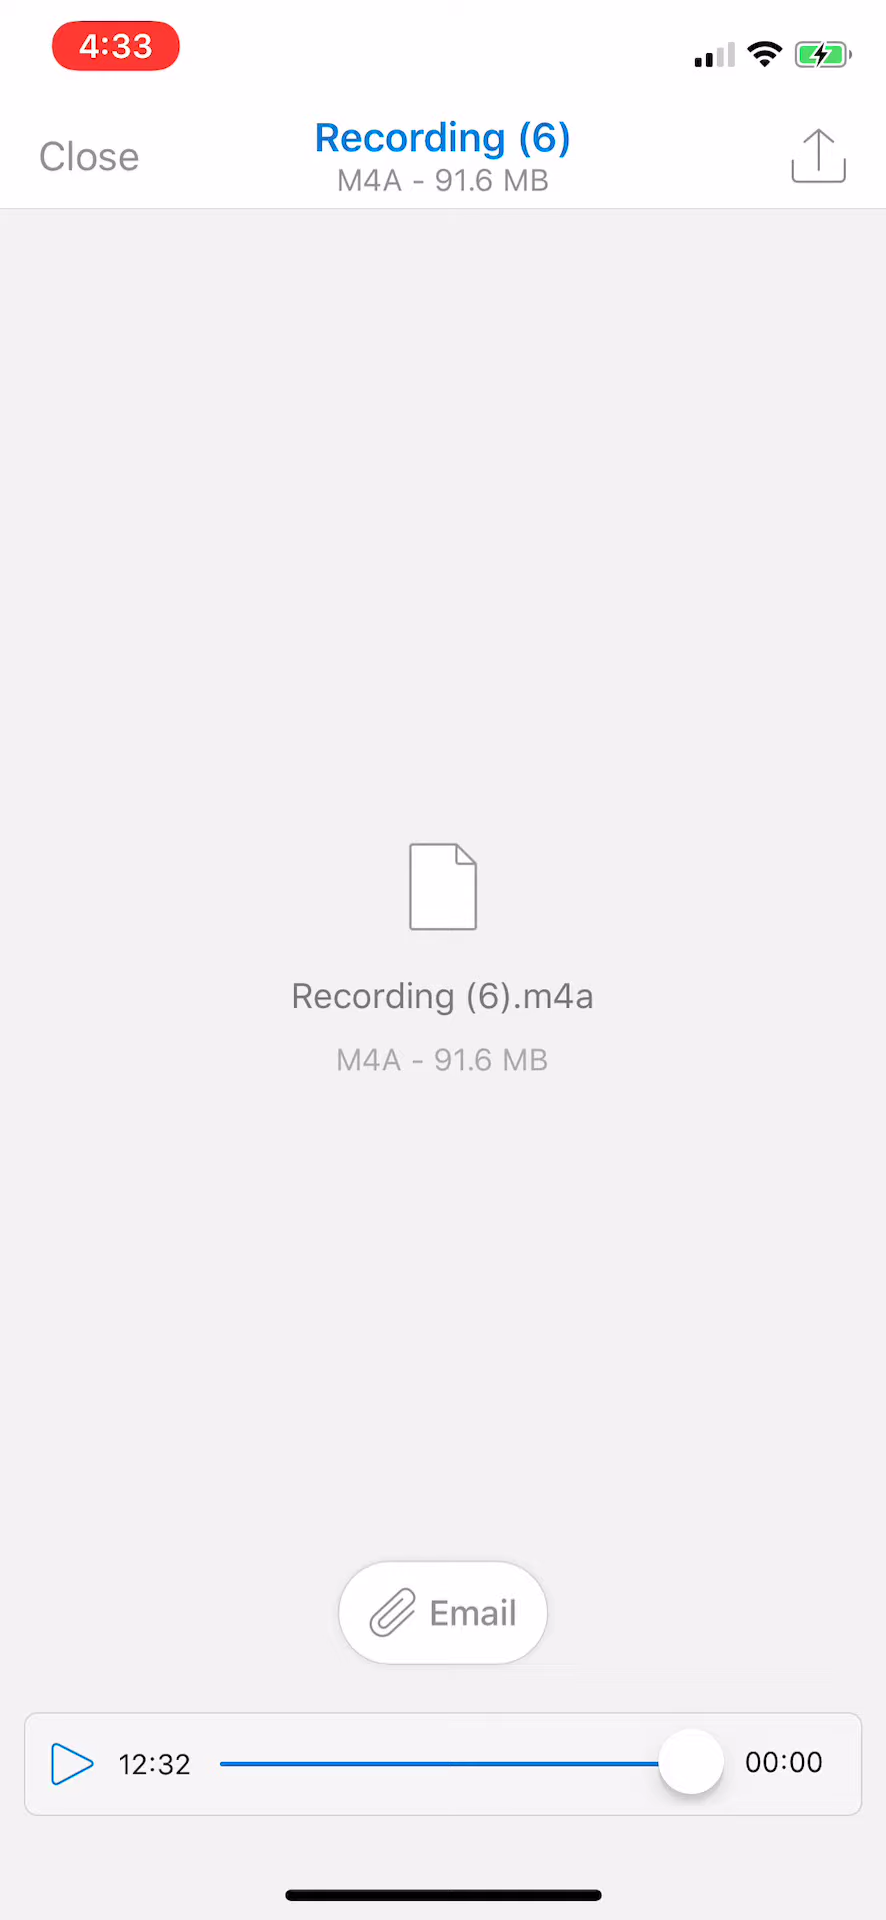 4:33
Close
Recording (6)
M4A - 91.6 MB
Recording (6).m4a
M4A - 91.6 MB
Email
12:32
00:00